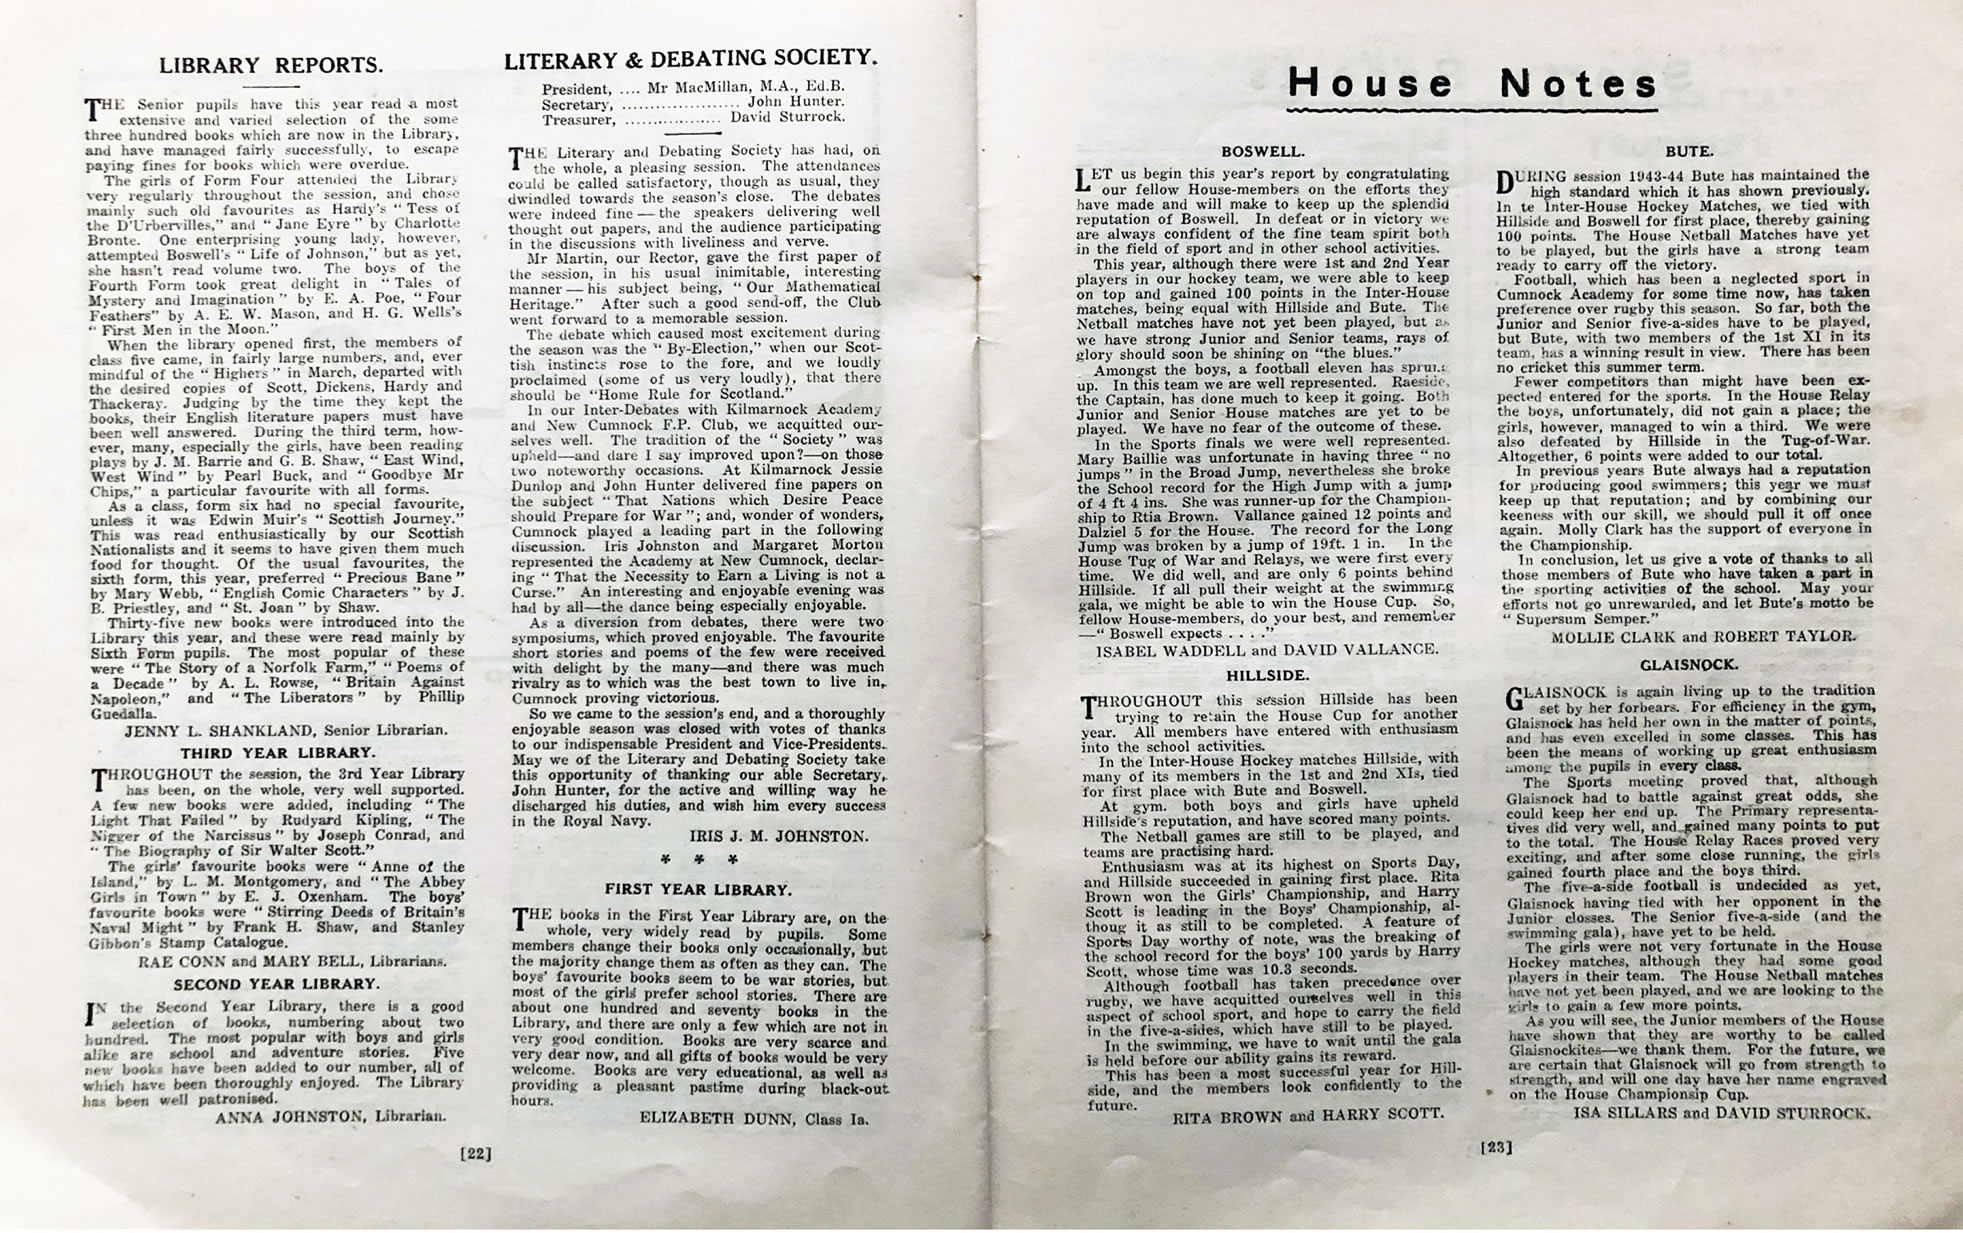 LIBRARY REPORTS.
THE Senior pupils have this year read a most
extensive and varied selection of the some
three hundred books which are now in the Library,
and have managed fairly successfully, to escape
paying fines for books which were overdue.
The girls of Form Four attended the Library
very regularly throughout the session, and chose
mainly such old favourites as Hardy's " Tess of
the D'Urbervilles," and " Jane Eyre " by Charlotte
Bronte. One enterprising young lady, however,
attempted Boswell's " Life of Johnson," but as yet,
she hasn't read volume two. The boys of the
Fourth Form took great delight in " Tales of
Mystery and Imagination " by E. A. Poe, " Four
Feathers" by A. E. W. Mason, and H. G. Wells's
" First Men in the Moon."
When the library opened first, the members of
class five came, in fairly large numbers, and, ever
mindful of the " Highers " in March, departed with
the desired copies of Scott, Dickens, Hardy and
Thackeray. Judging by the time they kept the
books, their English literature papers must have
been well answered. During the third term, how-
ever, many, especially the girls, have been reading
plays by J. M. Barrie and G. B. Shaw, " East Wind,
West Wind " by Pearl Buck, and " Goodbye Mr
Chips," a particular favourite with all forms.
As a class, form six had no special favourite,
unless it was Edwin Muir's " Scottish Journey."
This was read enthusiastically by our Scottish
Nationalists and it seems to have given them much
food for thought. Of the usual favourites, the
sixth form, this year, preferred " Precious Bane "
by Mary Webb, " English Comic Characters " by J.
B. Priestley, and " St. Joan " by Shaw.
Thirty-five new books were introduced into the
Library this year, and these were read mainly by
Sixth Form pupils. The most popular of these
were " The Story of a Norfolk Farm," " Poems of
a Decade " by A. L. Rowse, " Britain Against
Napoleon," and " The Liberators " by Phillip
Guedalla.
JENNY L. SHANKLAND, Senior Librarian.
THIRD YEAR LIBRARY.
THROUGHOUT the session, the 3rd Year Library
has been, on the whole, very well supported.
A few new books were added, including " The
Light That Failed " by Rudyard Kipling, " The
Nigger of the Narcissus " by Joseph Conrad, and
" The Biography of Sir Walter Scott."
The girls' favourite books were " Anne of the
Island," by L. M. Montgomery, and " The Abbey
Girls in Town " by E. J. Oxenham. The boys'
favourite books were " Stirring Deeds of Britain's
Naval Might " by Frank H. Shaw, and Stanley
Gibbon's Stamp Catalogue.
RAE CONN and MARY BELL, Librarians.
SECOND YEAR LIBRARY.
IN the Second Year Library, there is a good
selection of books, numbering about two
hundred. The most popular with boys and girls
alike are school and adventure stories. Five
new books have been added to our number, all of
which have been thoroughly enjoyed. The Library
has been well patronised.
ANNA JOHNSTON, Librarian.
LITERARY & DEBATING SOCIETY.
President, .... Mr MacMillan, M.A., Ed.B.
Secretary, ..................... John Hunter.
Treasurer, ................. David Sturrock.
THE Literary and Debating Society has had, on
the whole, a pleasing session. The attendances
could be called satisfactory, though as usual, they
dwindled towards the season's close. The debates
were indeed fine — the speakers delivering well
thought out papers, and the audience participating
in the discussions with liveliness and verve.
Mr Martin, our Rector, gave the first paper of
the session, in his usual inimitable, interesting
manner — his subject being, " Our Mathematical
Heritage." After such a good send-off, the Club
went forward to a memorable session.
The debate which caused most excitement during
the season was the " By-Election," when our Scot-
tish instincts rose to the fore, and we loudly
proclaimed (some of us very loudly), that there
should be "Home Rule for Scotland."
In our Inter-Debates with Kilmarnock Academy
and New Cumnock F.P. Club, we acquitted our-
selves well. The tradition of the " Society " was
upheld—and dare I say improved upon?—on those
two noteworthy occasions. At Kilmarnock Jessie
Dunlop and John Hunter delivered fine papers on
the subject " That Nations which Desire Peace
should Prepare for War "; and, wonder of wonders,
Cumnock played a leading part in the following
discussion. Iris Johnston and Margaret Morton
represented the Academy at New Cumnock, declar-
ing " That the Necessity to Earn a Living is not a
Curse." An interesting and enjoyable evening was
had by all—the dance being especially enjoyable.
As a diversion from debates, there were two
symposiums, which proved enjoyable. The favourite
short stories and poems of the few were received
with delight by the many—and there was much
rivalry as to which was the best town to live in,
Cumnock proving victorious.
So we came to the session's end, and a thoroughly
enjoyable season was closed with votes of thanks
to our indispensable President and Vice-Presidents.
May we of the Literary and Debating Society take
this opportunity of thanking our able Secretary,
John Hunter, for the active and willing way he
discharged his duties, and wish him every success
in the Royal Navy.
IRIS J. M. JOHNSTON.
* * *
FIRST YEAR LIBRARY.
THE books in the First Year Library are, on the
whole, very widely read by pupils. Some
members change their books only occasionally, but
the majority change them as often as they can. The
boys' favourite books seem to be war stories, but
most of the girls prefer school stories. There are
about one hundred and seventy books in the
Library, and there are only a few which are not in
very good condition. Books are very scarce and
very dear now, and all gifts of books would be very
welcome. Books are very educational, as well as
providing a pleasant pastime during black-out
hours.
ELIZABETH DUNN, Class Ia.
[22]
House Notes
BOSWELL.
LET us begin this year's report by congratulating
our fellow House-members on the efforts they
have made and will make to keep up the splendid
reputation of Boswell. In defeat or in victory we
are always confident of the fine team spirit both
in the field of sport and in other school activities.
This year, although there were 1st and 2nd Year
players in our hockey team, we were able to keep
on top and gained 100 points in the Inter-House
matches, being equal with Hillside and Bute. The
Netball matches have not yet been played, but as
we have strong Junior and Senior teams, rays of
glory should soon be shining on "the blues."
Amongst the boys, a football eleven has sprung
up. In this team we are well represented. Raeside,
the Captain, has done much to keep it going. Both
Junior and Senior House matches are yet to be
played. We have no fear of the outcome of these.
In the Sports finals we were well represented.
Mary Baillie was unfortunate in having three " no
jumps " in the Broad Jump, nevertheless she broke
the School record for the High Jump with a jump
of 4 ft 4 ins. She was runner-up for the Champion-
ship to Rtia Brown. Vallance gained 12 points and
Dalziel 5 for the House. The record for the Long
Jump was broken by a jump of 19ft. 1 in. In the
House Tug of War and Relays, we were first every
time. We did well, and are only 6 points behind
Hillside. If all pull their weight at the swimming
gala, we might be able to win the House Cup. So,
fellow House-members, do your best, and remember
—" Boswell expects . . . ."
ISABEL WADDELL and DAVID VALLANCE.
HILLSIDE.
THROUGHOUT this session Hillside has been
trying to retain the House Cup for another
year. All members have entered with enthusiasm
into the school activities.
In the Inter-House Hockey matches Hillside, with
many of its members in the 1st and 2nd XIs, tied
for first place with Bute and Boswell.
At gym. both boys and girls have upheld
Hillside's reputation, and have scored many points.
The Netball games are still to be played, and
teams are practising hard.
Enthusiasm was at its highest on Sports Day,
and Hillside succeeded in gaining first place. Rita
Brown won the Girls' Championship, and Harry
Scott is leading in the Boys' Championship, al-
thoug it as still to be completed. A feature of
Sports Day worthy of note, was the breaking of
the school record for the boys' 100 yards by Harry
Scott, whose time was 10.3 seconds.
Although football has taken precedence over
rugby, we have acquitted ourselves well in this
aspect of school sport, and hope to carry the field
in the five-a-sides, which have still to be played.
In the swimming, we have to wait until the gala
is held before our ability gains its reward.
This has been a most successful year for Hill-
side, and the members look confidently to the
future.
RITA BROWN and HARRY SCOTT.
BUTE.
DURING session 1943-44 Bute has maintained the
high standard which it has shown previously.
In te Inter-House Hockey Matches, we tied with
Hillside and Boswell for first place, thereby gaining
100 points. The House Netball Matches have yet
to be played, but the girls have a strong team
ready to carry off the victory.
Football, which has been a neglected sport in
Cumnock Academy for some time now, has taken
preference over rugby this season. So far, both the
Junior and Senior five-a-sides have to be played,
but Bute, with two members of the 1st XI in its
team, has a winning result in view. There has been
no cricket this summer term.
Fewer competitors than might have been ex-
pected entered for the sports. In the House Relay
the boys, unfortunately, did not gain a place; the
girls, however, managed to win a third. We were
also defeated by Hillside in the Tug-of-War.
Altogether, 6 points were added to our total.
In previous years Bute always had a reputation
for producing good swimmers; this year we must
keep up that reputation; and by combining our
keeness with our skill, we should pull it off once
again. Molly Clark has the support of everyone in
the Championship.
In conclusion, let us give a vote of thanks to all
those members of Bute who have taken a part in
the sporting activities of the school. May your
efforts not go unrewarded, and let Bute's motto be
" Supersum Semper."
MOLLIE CLARK and ROBERT TAYLOR.
GLAISNOCK.
GLAISNOCK is again living up to the tradition
set by her forbears. For efficiency in the gym,
Glaisnock has held her own in the matter of points,
and has even excelled in some classes. This has
been the means of working up great enthusiasm
among the pupils in every class.
The Sports meeting proved that, although
Glaisnock had to battle against great odds, she
could keep her end up. The Primary representa-
tives did very well, and gained many points to put
to the total. The House Relay Races proved very
exciting, and after some close running, the girls
gained fourth place and the boys third.
The five-a-side football is undecided as yet,
Glaisnock having tied with her opponent in the
Junior closses. The Senior five-a-side (and the
swimming gala), have yet to be held.
The girls were not very fortunate in the House
Hockey matches, although they had some good
players in their team. The House Netball matches
have not yet been played, and we are looking to the
girls to gain a few more points.
As you will see, the Junior members of the House
have shown that they are worthy to be called
Glaisnockites—we thank them. For the future, we
are certain that Glaisnock will go from strength to
strength, and will one day have her name engraved
on the House Championsip Cup.
ISA SILLARS and DAVID STURROCK.
[23]